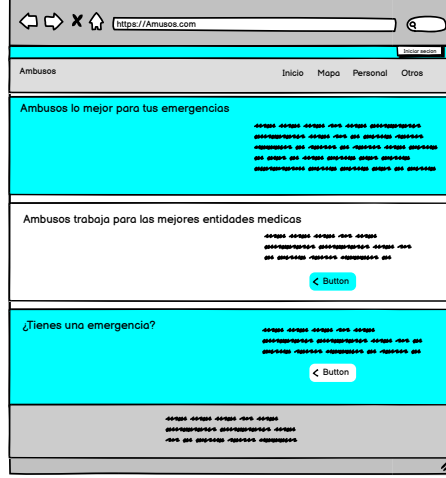 https://Amusos.com
Iniciar secion
Ambusos
Inicio Mapa Personal Otros
Ambusos lo mejor para tus emergencias
Ambusos trabaja para las mejores entidades medicas
Button
¿Tienes una emergencia?
Button